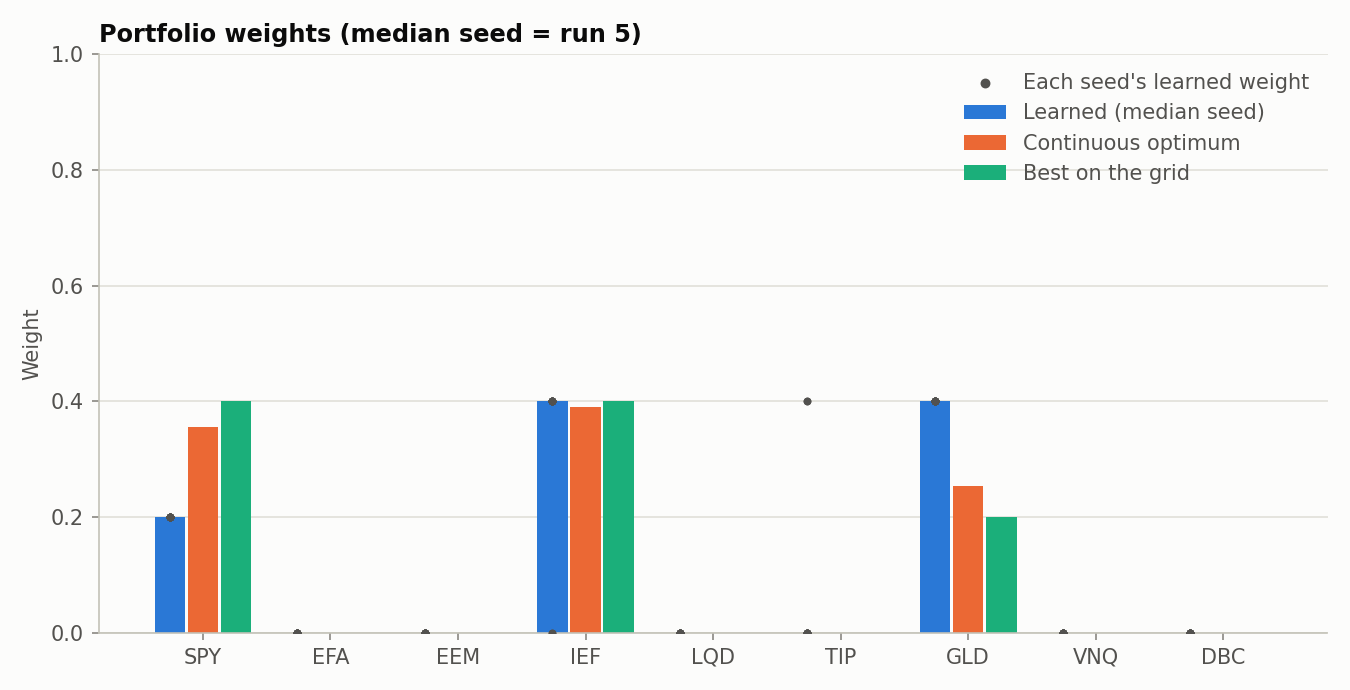 Portfolio weights (median seed = run 5)
Each seed's learned weight
Learned (median seed)
Continuous optimum
Best on the grid
Weight
1.0
0.8
0.6
0.4
0.2
0.0
SPY EFA EEM IEF LQD TIP GLD VNQ DBC